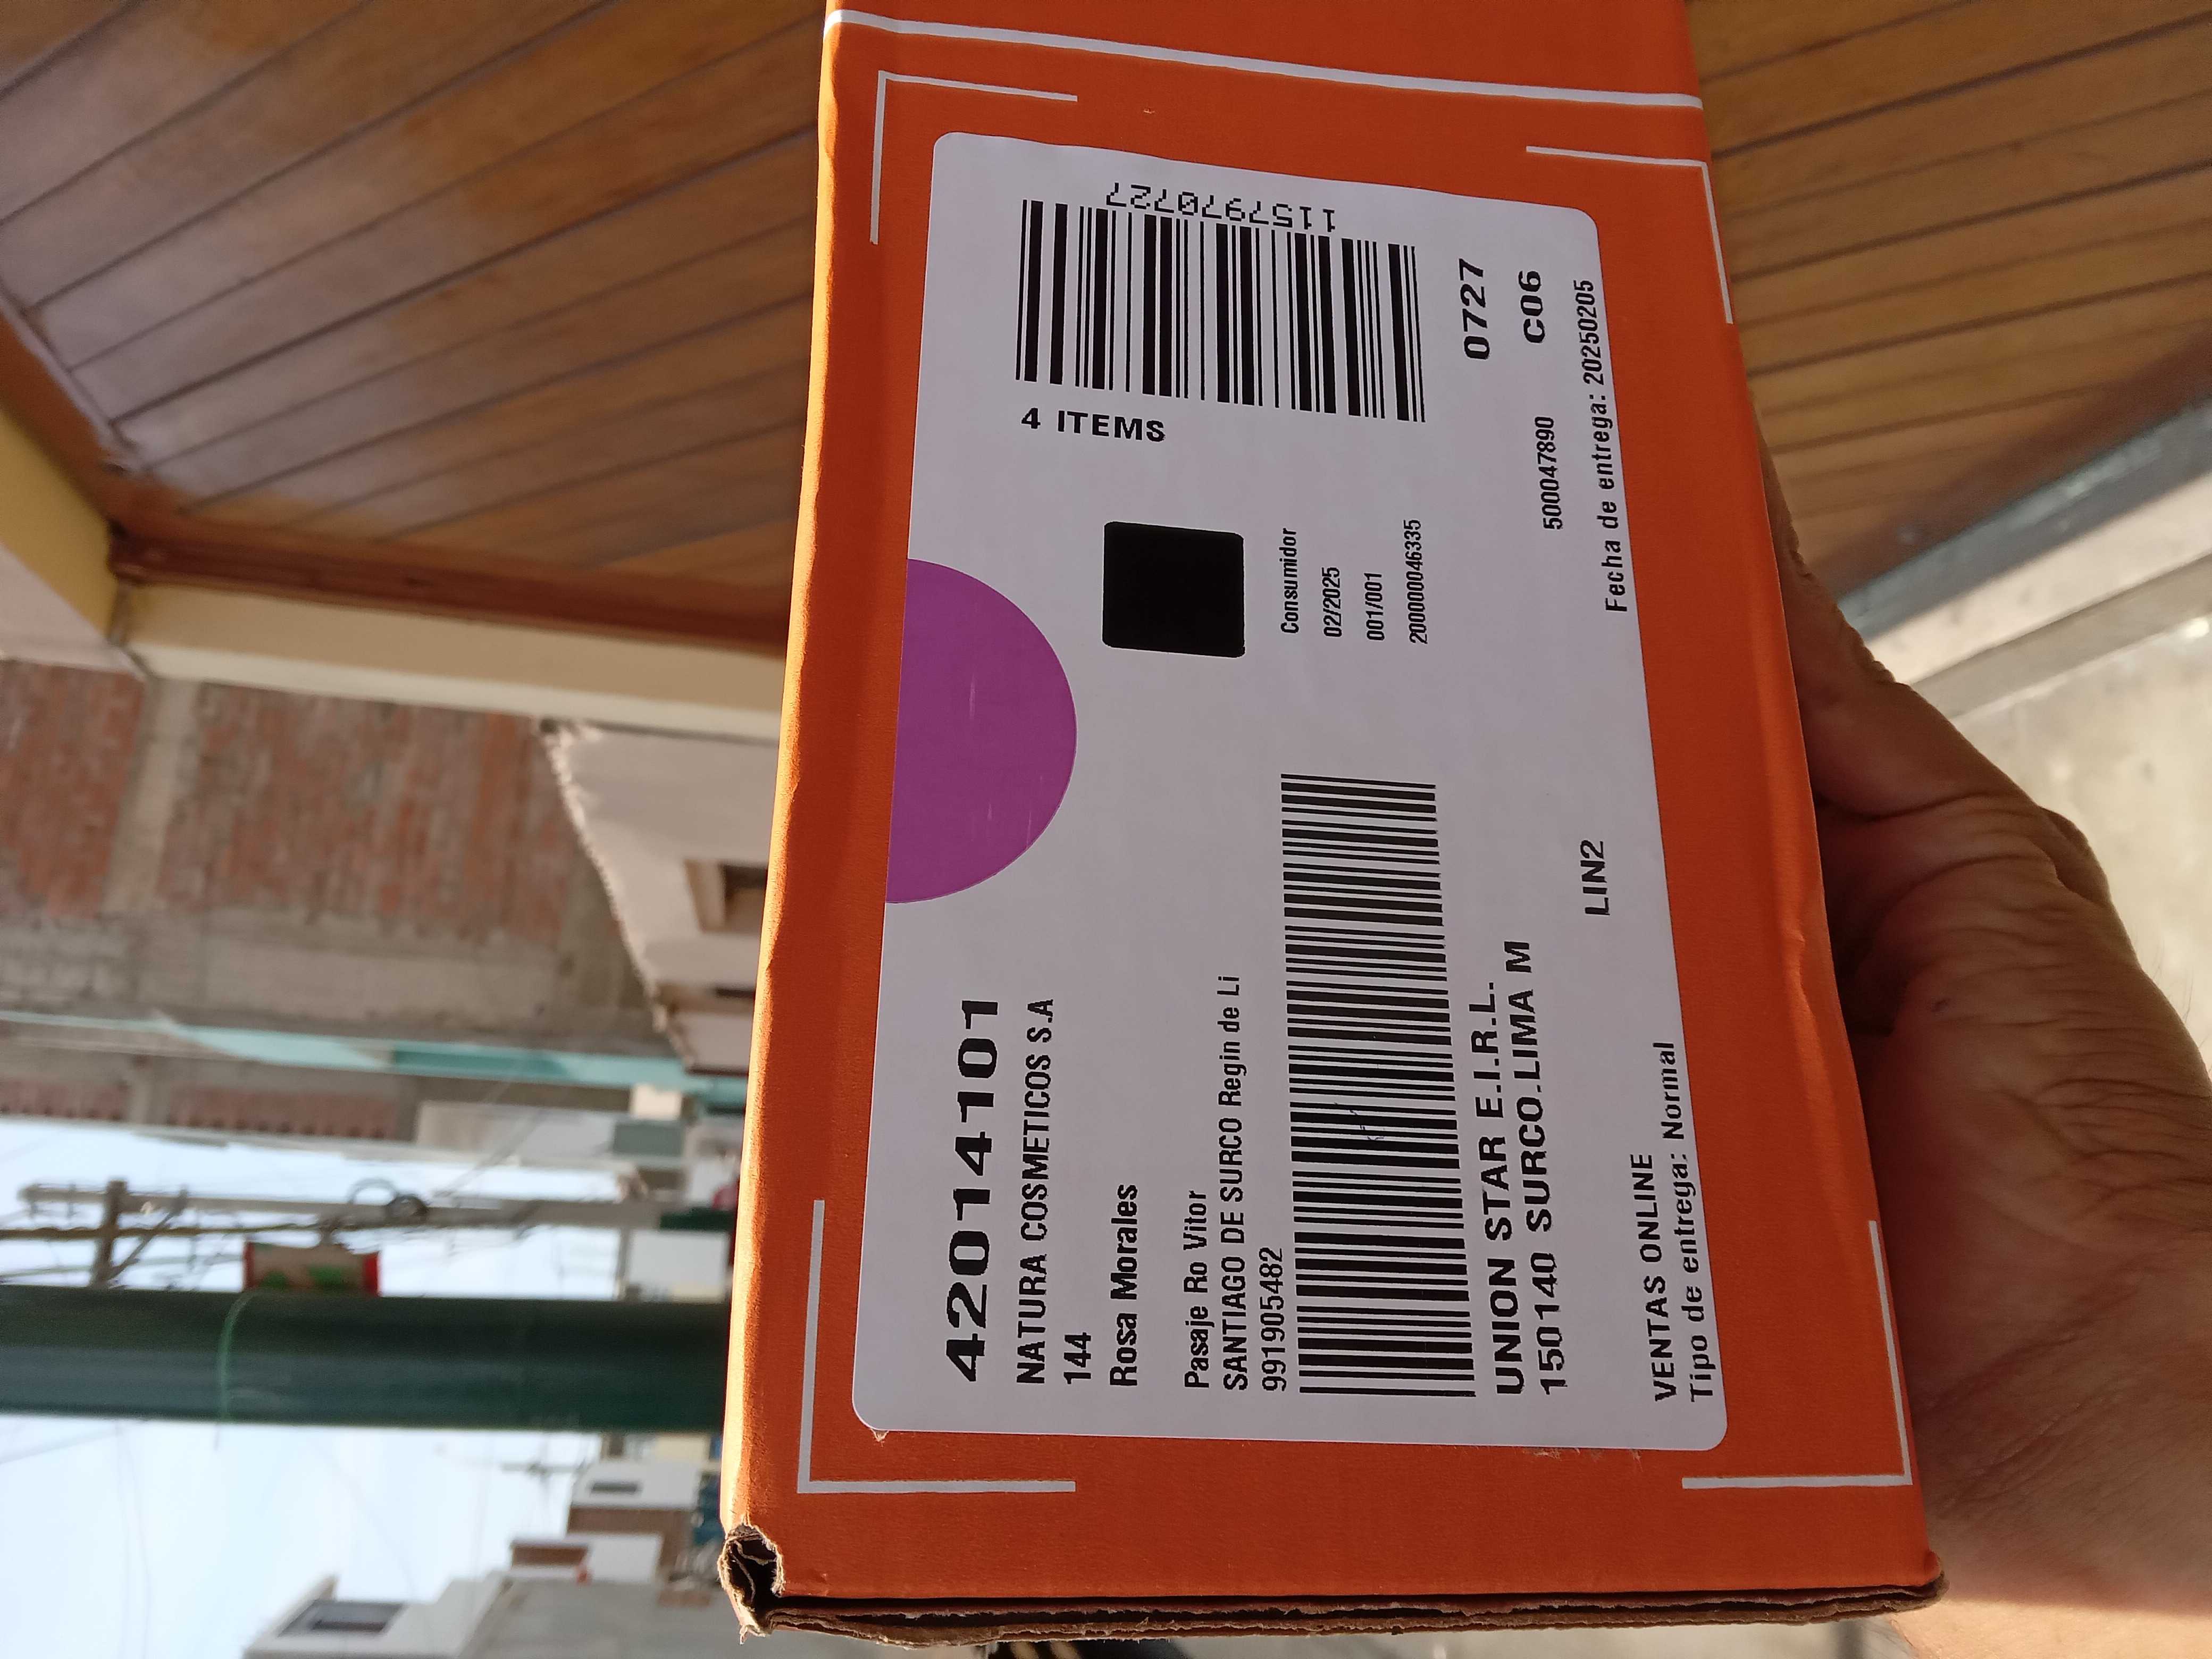 42014101
NATURA COSMETICOS S.A
144
Rosa Morales
Pasaje Ro Vitor
SANTIAGO DE SURCO Regin de Li
991905482
UNION STAR E.I.R.L.
150140 SURCO.LIMA M
LIN2
VENTAS ONLINE
Tipo de entrega: Normal
4 ITEMS
1157970727
Consumidor
02/2025
001/001
200000046335
0727
C06
500047890
Fecha de entrega: 20250205